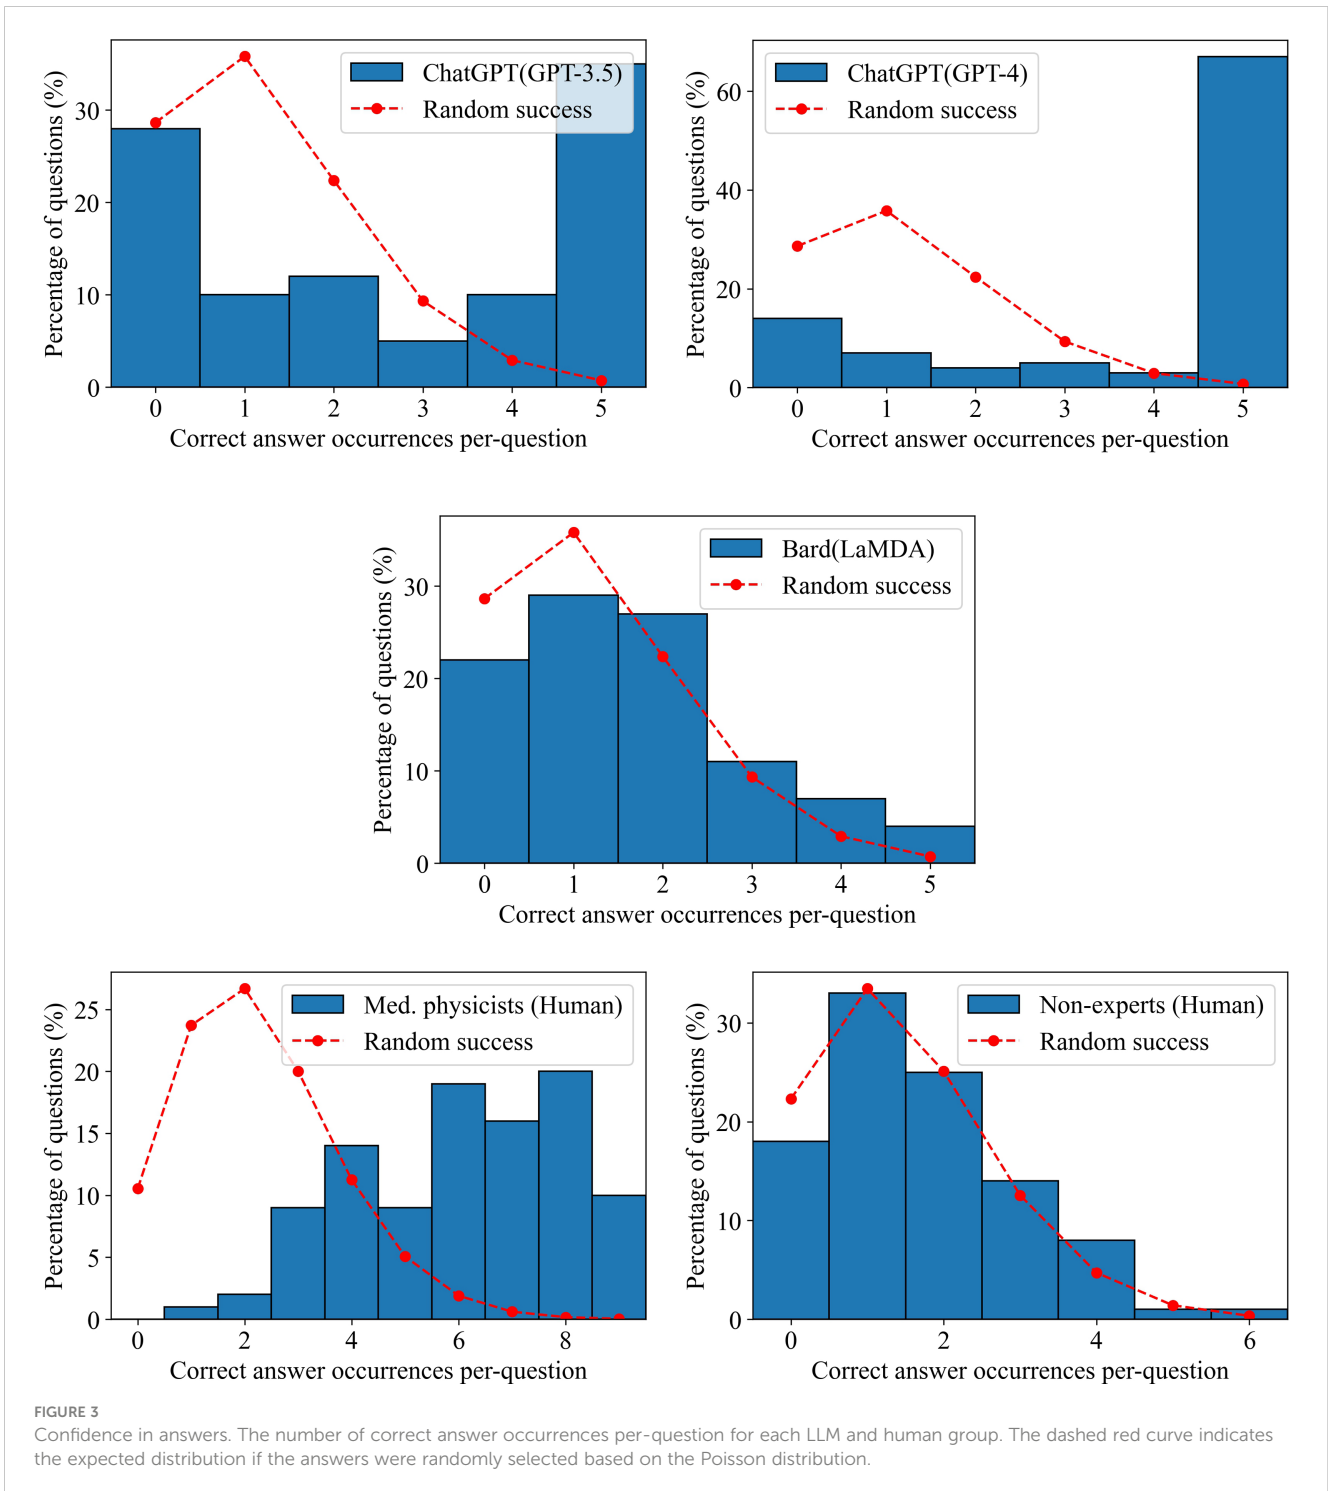 Percentage of questions (%)
30
20
10
0
ChatGPT(GPT-3.5)
Random success
0 1 2 3 4 5
Correct answer occurrences per-question
Percentage of questions (%)
60
40
20
0
ChatGPT(GPT-4)
Random success
0 1 2 3 4 5
Correct answer occurrences per-question
Percentage of questions (%)
30
20
10
0
Bard(LaMDA)
Random success
0 1 2 3 4 5
Correct answer occurrences per-question
Percentage of questions (%)
25
20
15
10
5
0
Med. physicists (Human)
Random success
0 2 4 6 8
Correct answer occurrences per-question
Percentage of questions (%)
30
20
10
0
Non-experts (Human)
Random success
0 2 4 6
Correct answer occurrences per-question
FIGURE 3
Confidence in answers. The number of correct answer occurrences per-question for each LLM and human group. The dashed red curve indicates
the expected distribution if the answers were randomly selected based on the Poisson distribution.